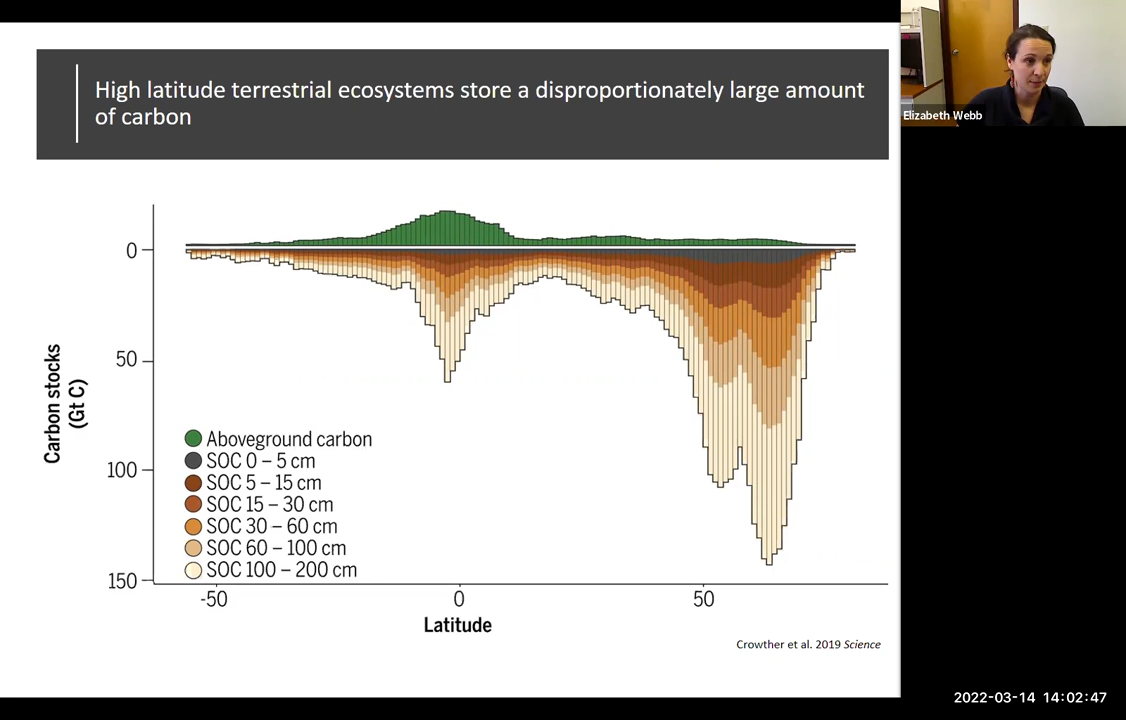 High latitude terrestrial ecosystems store a disproportionately large amount
of carbon
Elizabeth Webb
0
50
100
150
Carbon stocks
(Gt C)
Aboveground carbon
SOC 0 – 5 cm
SOC 5 – 15 cm
SOC 15 – 30 cm
SOC 30 – 60 cm
SOC 60 – 100 cm
SOC 100 – 200 cm
-50
0
50
Latitude
Crowther et al. 2019 Science
2022-03-14 14:02:47